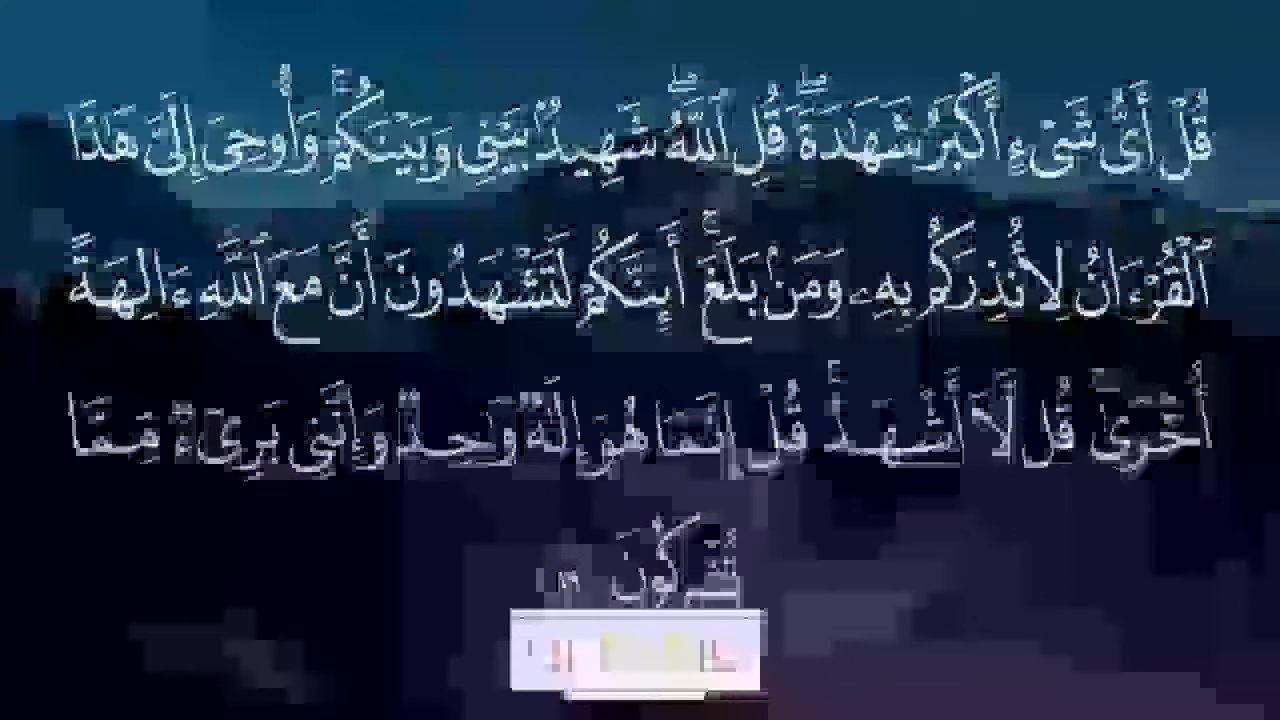 قُلْ أَىُّ شَىْءٍ أَكْبَرُ شَهَـٰدَةًۖ قُلِ ٱللَّهُۖ شَهِيدٌۢ بَيْنِى وَبَيْنَكُمْۚ وَأُوحِىَ إِلَىَّ هَـٰذَا
ٱلْقُرْءَانُ لِأُنذِرَكُم بِهِۦ وَمَنۢ بَلَغَۚ أَئِنَّكُمْ لَتَشْهَدُونَ أَنَّ مَعَ ٱللَّهِ ءَالِهَةً
أُخْرَىٰۚ قُل لَّآ أَشْهَدُۚ قُلْ إِنَّمَا هُوَ إِلَـٰهٌ وَٰحِدٌ وَإِنَّنِى بَرِىٓءٌ مِّمَّا
تُشْرِكُونَ ١٩